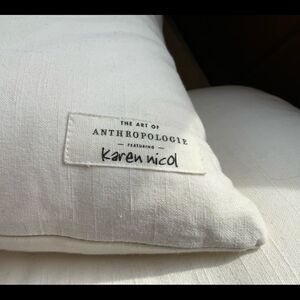 THE ART OF
ANTHROPOLOGIE
— FEATURING —
Karen nicol